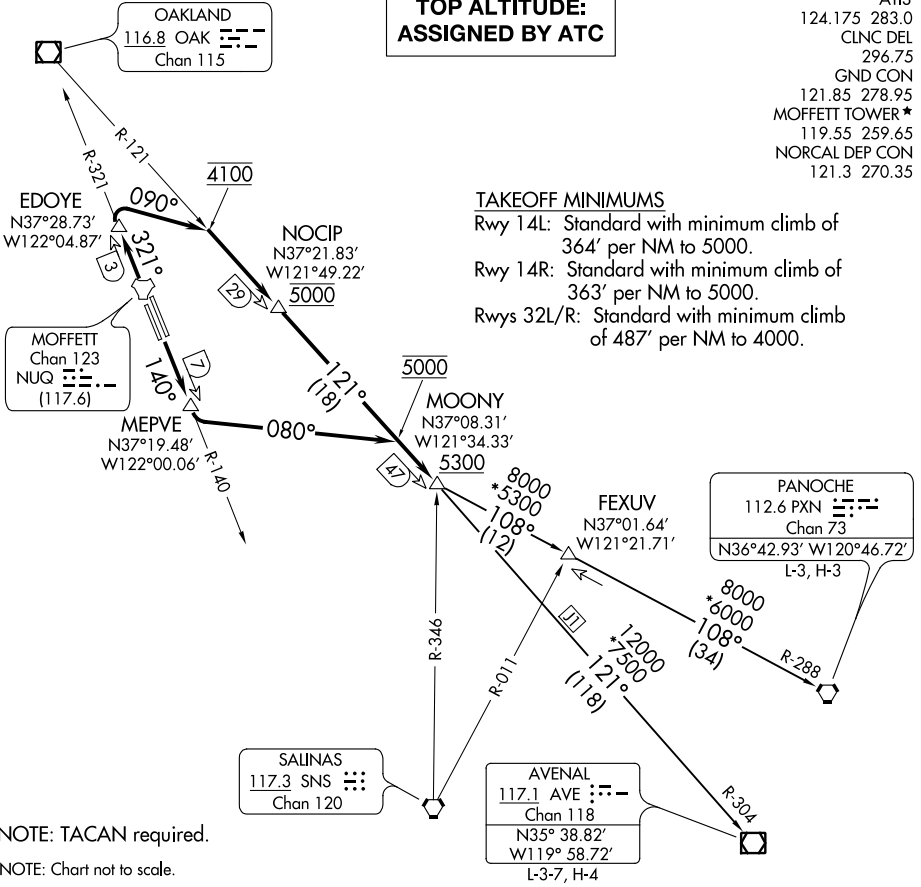 TOP ALTITUDE:
ASSIGNED BY ATC
ATIS
124.175 283.0
CLNC DEL
296.75
GND CON
121.85 278.95
MOFFETT TOWER★
119.55 259.65
NORCAL DEP CON
121.3 270.35
OAKLAND
116.8 OAK
Chan 115
R-321
R-121
4100
EDOYE
N37°28.73'
W122°04.87'
090°
NOCIP
N37°21.83'
W121°49.22'
5000
321°
3
29
TAKEOFF MINIMUMS
Rwy 14L: Standard with minimum climb of
364' per NM to 5000.
Rwy 14R: Standard with minimum climb of
363' per NM to 5000.
Rwys 32L/R: Standard with minimum climb
of 487' per NM to 4000.
MOFFETT
Chan 123
NUQ
(117.6)
7
140°
121°
(18)
5000
MOONY
N37°08.31'
W121°34.33'
5300
MEPVE
N37°19.48'
W122°00.06'
080°
R-140
47
8000
*5300
108°
(12)
FEXUV
N37°01.64'
W121°21.71'
PANOCHE
112.6 PXN
Chan 73
N36°42.93' W120°46.72'
L-3, H-3
8000
*6000
108°
(34)
R-288
J1
12000
*7500
121°
(118)
R-346
R-011
SALINAS
117.3 SNS
Chan 120
AVENAL
117.1 AVE
Chan 118
N35° 38.82'
W119° 58.72'
L-3-7, H-4
R-304
NOTE: TACAN required.
NOTE: Chart not to scale.